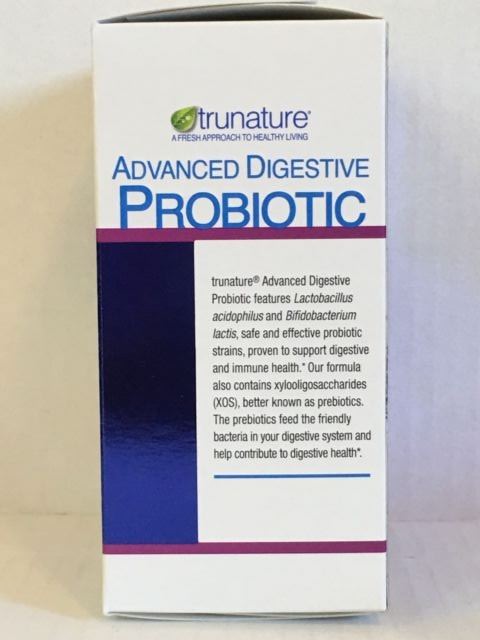 trunature®
A FRESH APPROACH TO HEALTHY LIVING
ADVANCED DIGESTIVE
PROBIOTIC
trunature® Advanced Digestive
Probiotic features Lactobacillus
acidophilus and Bifidobacterium
lactis, safe and effective probiotic
strains, proven to support digestive
and immune health.* Our formula
also contains xylooligosaccharides
(XOS), better known as prebiotics.
The prebiotics feed the friendly
bacteria in your digestive system and
help contribute to digestive health*.